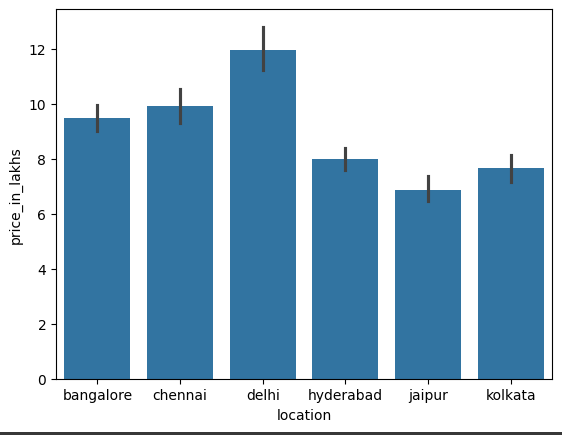 12
10
8
6
4
2
0
price_in_lakhs
bangalore chennai delhi hyderabad jaipur kolkata
location